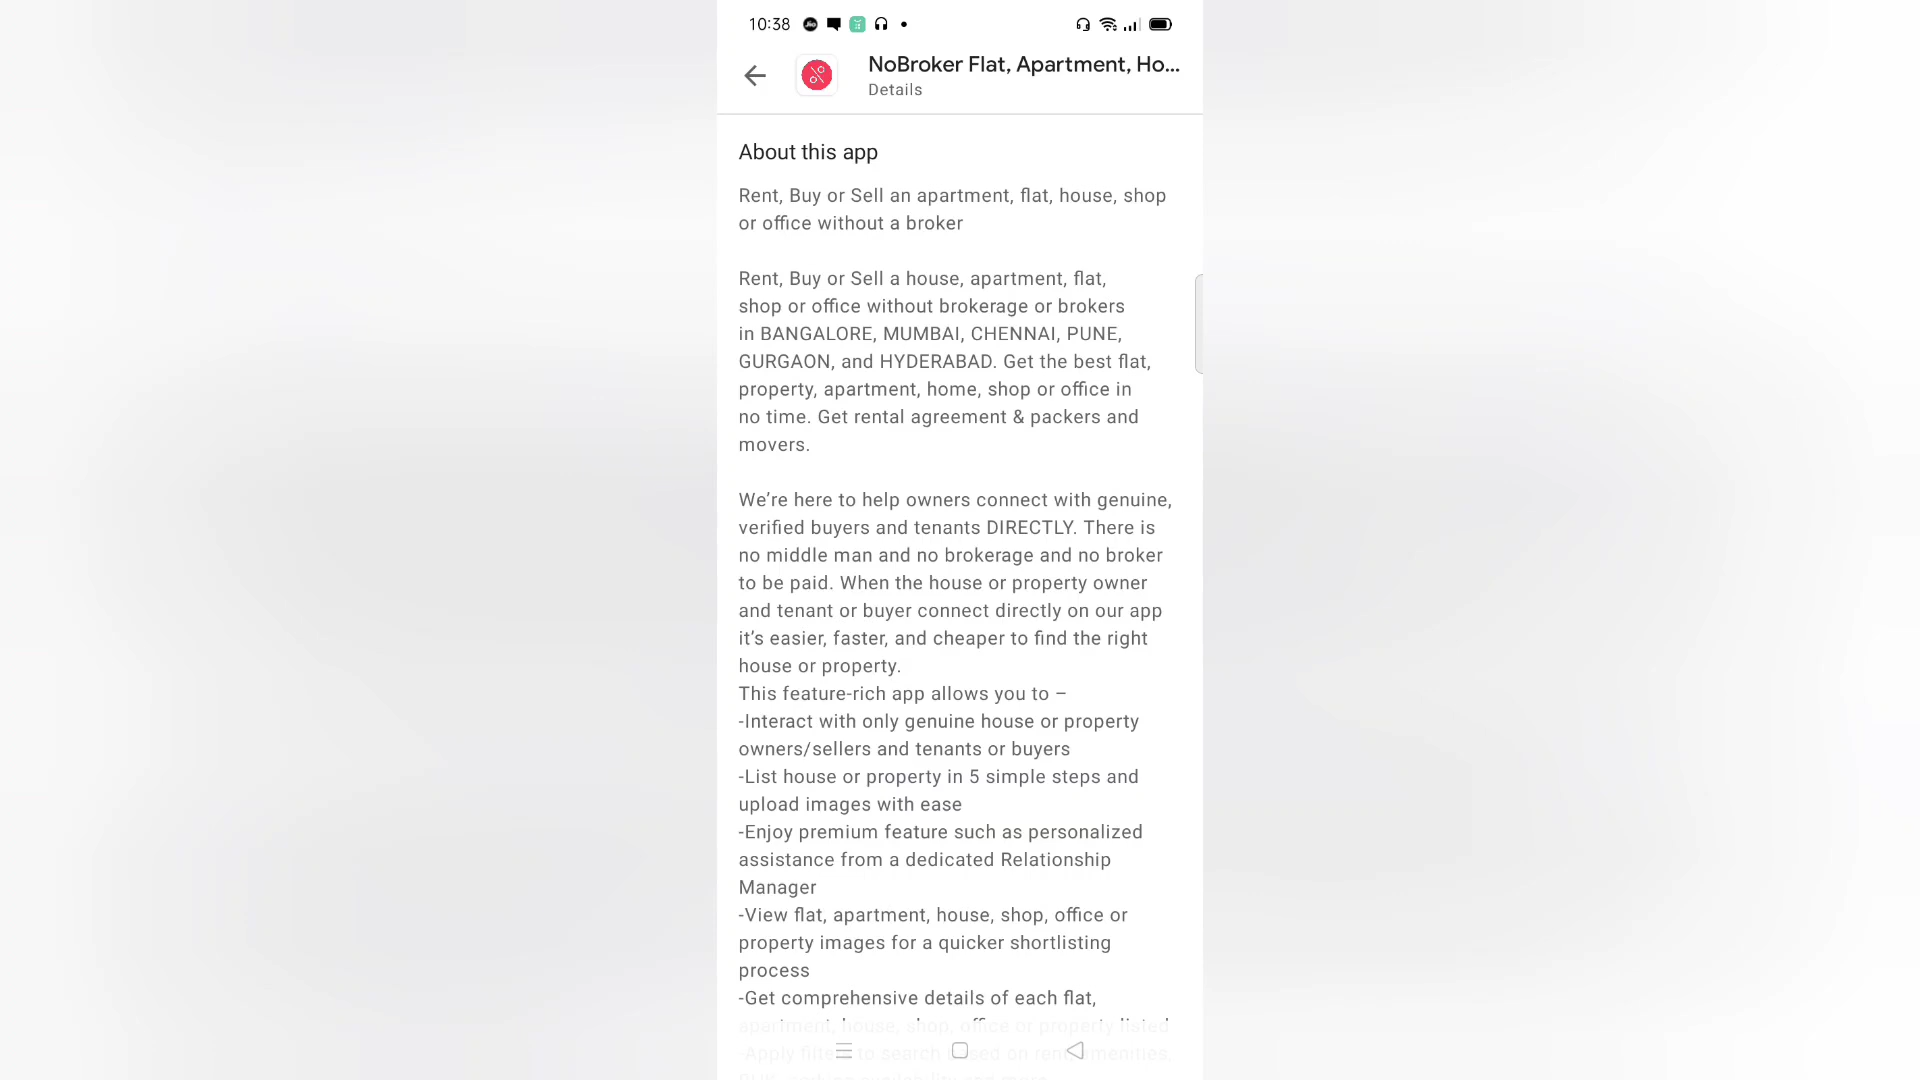 10:38
NoBroker Flat, Apartment, Ho...
Details
About this app
Rent, Buy or Sell an apartment, flat, house, shop
or office without a broker
Rent, Buy or Sell a house, apartment, flat,
shop or office without brokerage or brokers
in BANGALORE, MUMBAI, CHENNAI, PUNE,
GURGAON, and HYDERABAD. Get the best flat,
property, apartment, home, shop or office in
no time. Get rental agreement & packers and
movers.
We’re here to help owners connect with genuine,
verified buyers and tenants DIRECTLY. There is
no middle man and no brokerage and no broker
to be paid. When the house or property owner
and tenant or buyer connect directly on our app
it’s easier, faster, and cheaper to find the right
house or property.
This feature-rich app allows you to –
-Interact with only genuine house or property
owners/sellers and tenants or buyers
-List house or property in 5 simple steps and
upload images with ease
-Enjoy premium feature such as personalized
assistance from a dedicated Relationship
Manager
-View flat, apartment, house, shop, office or
property images for a quicker shortlisting
process
-Get comprehensive details of each flat,
apartment, house, shop, office or property listed
-Apply filters to search based on rent, amenities,